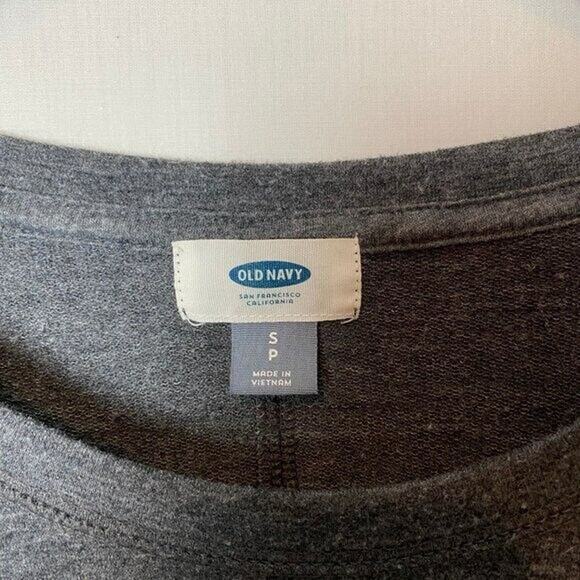 OLD NAVY
SAN FRANCISCO
CALIFORNIA
S
P
MADE IN
VIETNAM